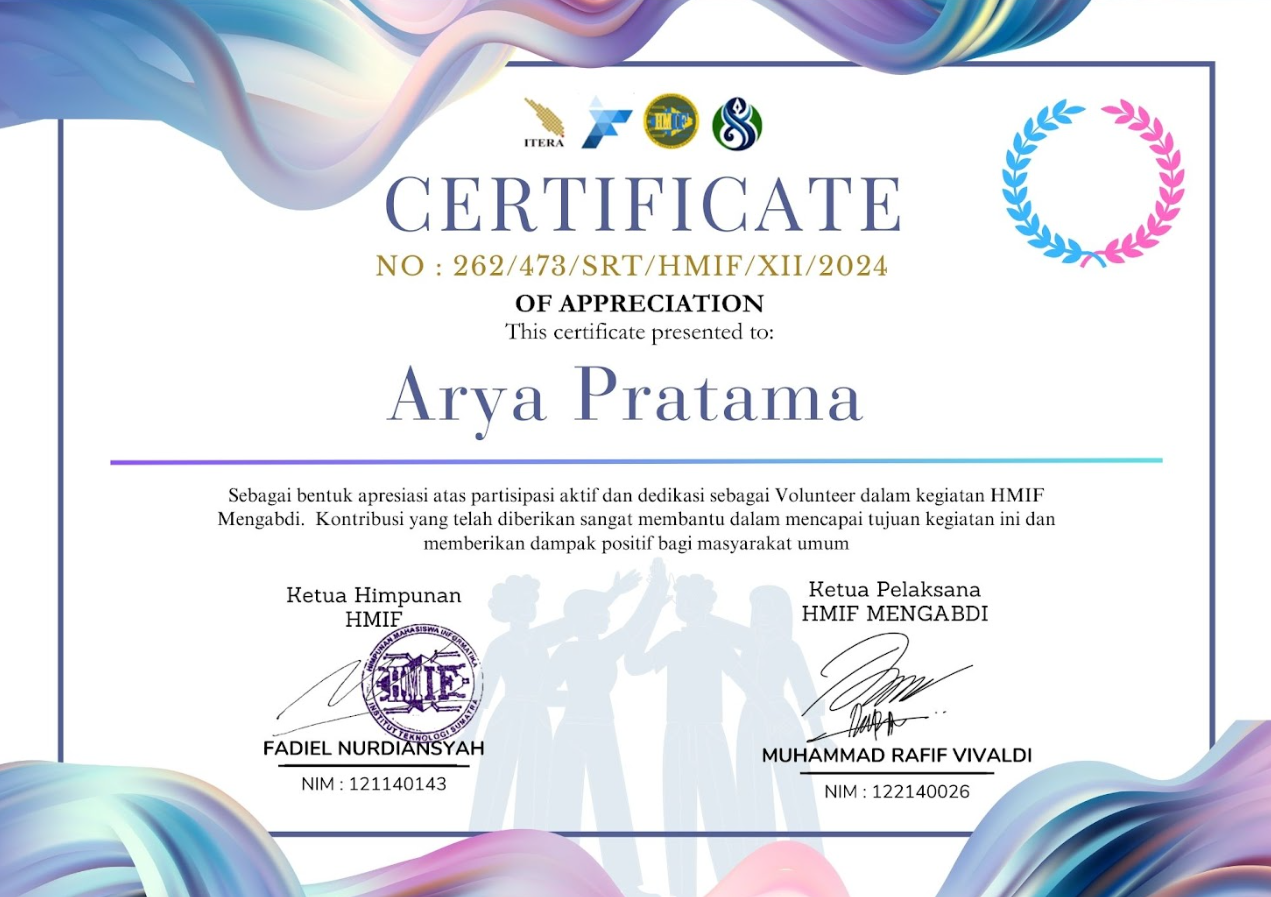 ITERA
HMIF
CERTIFICATE
NO : 262/473/SRT/HMIF/XII/2024
OF APPRECIATION
This certificate presented to:
Arya Pratama
Sebagai bentuk apresiasi atas partisipasi aktif dan dedikasi sebagai Volunteer dalam kegiatan HMIF
Mengabdi. Kontribusi yang telah diberikan sangat membantu dalam mencapai tujuan kegiatan ini dan
memberikan dampak positif bagi masyarakat umum
Ketua Himpunan
HMIF
HIMPUNAN MAHASISWA INFORMATIKA
HMIF
INSTITUT TEKNOLOGI SUMATRA
FADIEL NURDIANSYAH
NIM : 121140143
Ketua Pelaksana
HMIF MENGABDI
MUHAMMAD RAFIF VIVALDI
NIM : 122140026